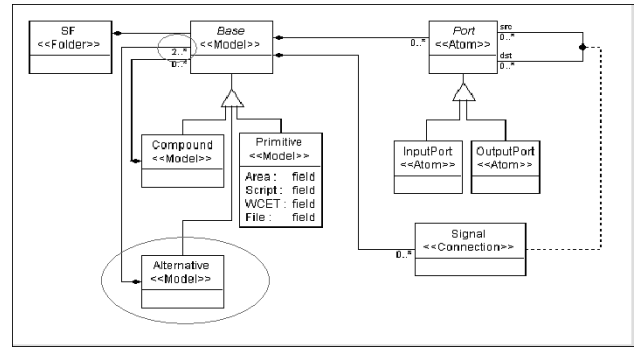 SF
<<Folder>>
Base
<<Model>>
2..*
0..*
Port
<<Atom>>
0..*
src
0..*
dst
0..*
Compound
<<Model>>
Primitive
<<Model>>
Area : field
Script : field
WCET : field
File : field
InputPort
<<Atom>>
OutputPort
<<Atom>>
Signal
<<Connection>>
0..*
Alternative
<<Model>>